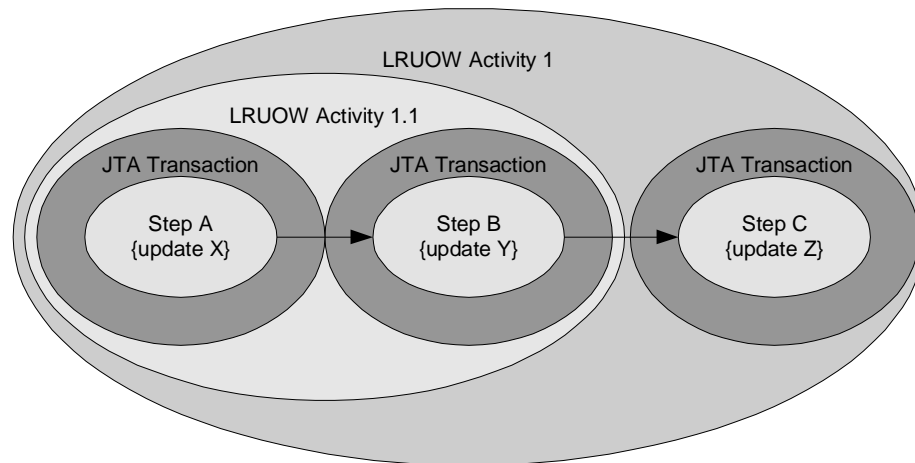 LRUOW Activity 1
LRUOW Activity 1.1
JTA Transaction
Step A
{update X}
JTA Transaction
Step B
{update Y}
JTA Transaction
Step C
{update Z}